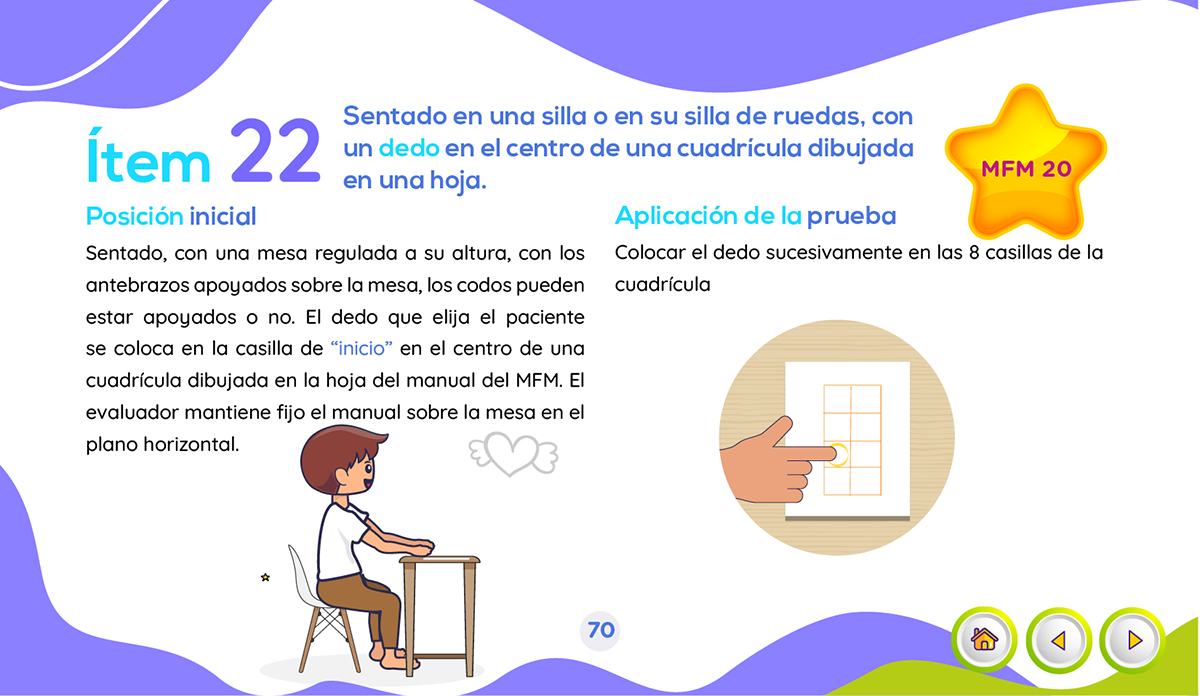 Ítem 22
Sentado en una silla o en su silla de ruedas, con
un dedo en el centro de una cuadrícula dibujada
en una hoja.
MFM 20
Posición inicial
Sentado, con una mesa regulada a su altura, con los
antebrazos apoyados sobre la mesa, los codos pueden
estar apoyados o no. El dedo que elija el paciente
se coloca en la casilla de “inicio” en el centro de una
cuadrícula dibujada en la hoja del manual del MFM. El
evaluador mantiene fijo el manual sobre la mesa en el
plano horizontal.
Aplicación de la prueba
Colocar el dedo sucesivamente en las 8 casillas de la
cuadrícula
70